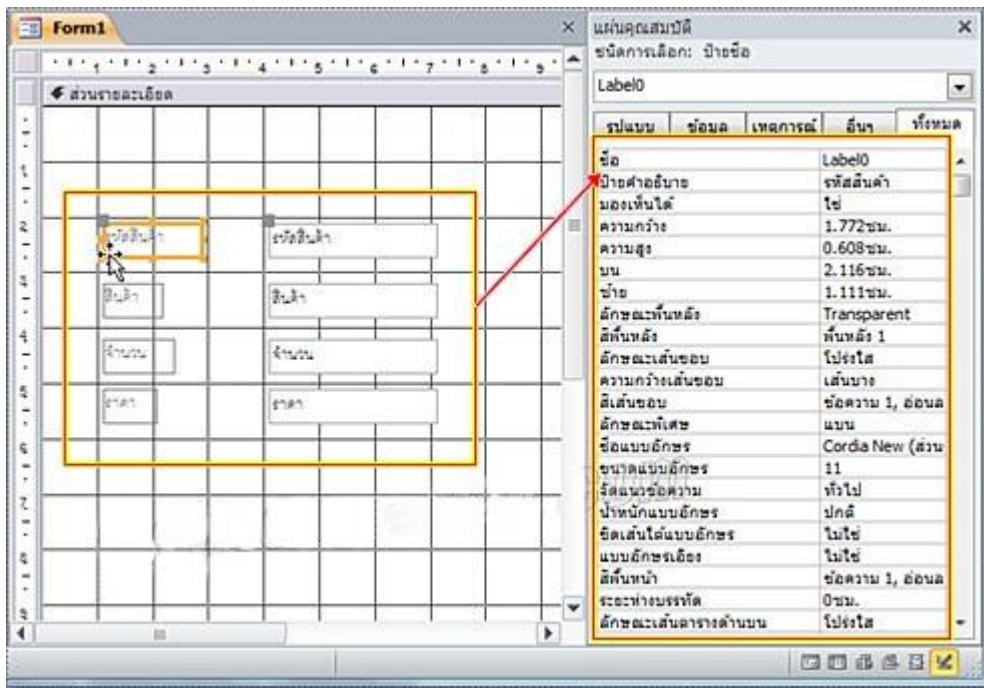 Form1
แผ่นคุณสมบัติ
ชนิดการเลือก: ป้ายชื่อ
Label0
รูปแบบ ข้อมูล เหตุการณ์ อื่นๆ ทั้งหมด
1 2 3 4 5 6 7 8 9
ส่วนรายละเอียด
1
2
3
4
5
6
7
8
9
รหัสสินค้า รหัสสินค้า
สินค้า สินค้า
จำนวน จำนวน
ราคา ราคา
ชื่อ Label0
ป้ายคำอธิบาย รหัสสินค้า
มองเห็นได้ ใช่
ความกว้าง 1.772ซม.
ความสูง 0.608ซม.
บน 2.116ซม.
ซ้าย 1.111ซม.
ลักษณะพื้นหลัง Transparent
สีพื้นหลัง พื้นหลัง 1
ลักษณะเส้นขอบ โปร่งใส
ความกว้างเส้นขอบ เส้นบาง
สีเส้นขอบ ข้อความ 1, อ่อนล
ลักษณะพิเศษ แบน
ชื่อแบบอักษร Cordia New (ส่วน
ขนาดแบบอักษร 11
จัดแนวข้อความ ทั่วไป
น้ำหนักแบบอักษร ปกติ
ขีดเส้นใต้แบบอักษร ไม่ใช่
แบบอักษรเอียง ไม่ใช่
สีพื้นหน้า ข้อความ 1, อ่อนล
ระยะห่างบรรทัด 0ซม.
ลักษณะเส้นตารางด้านบน โปร่งใส